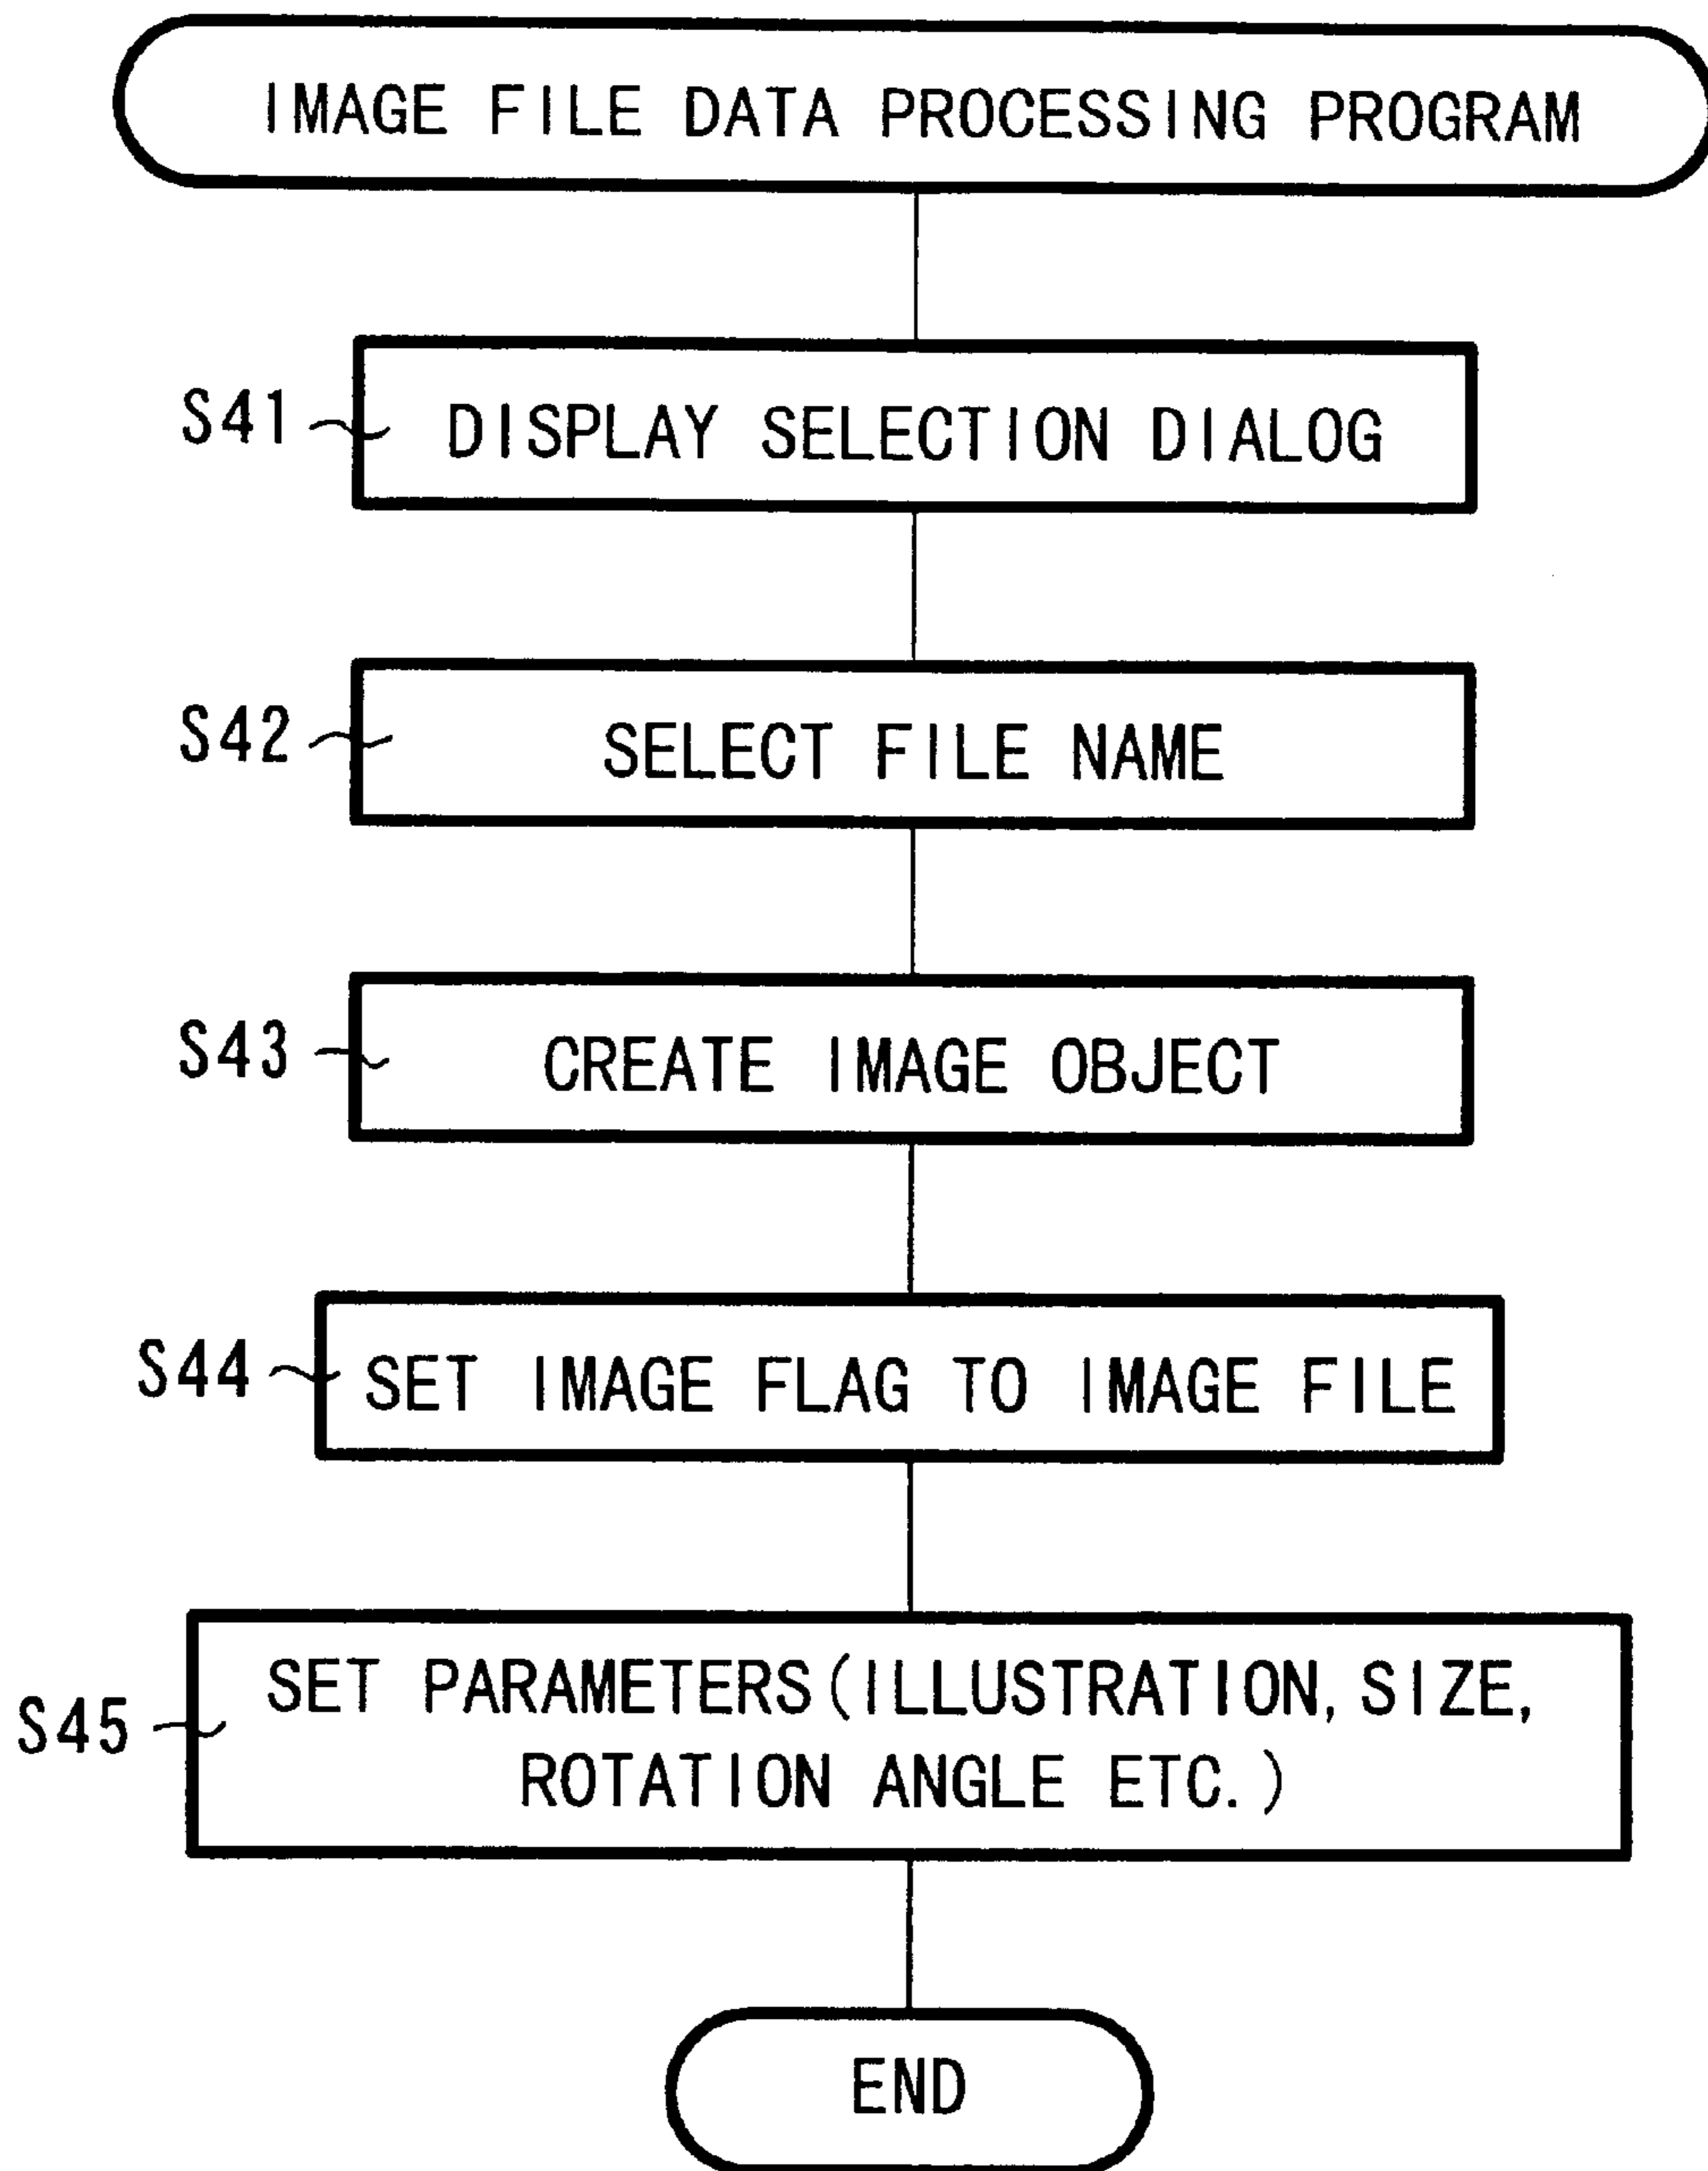 IMAGE FILE DATA PROCESSING PROGRAM
S41
DISPLAY SELECTION DIALOG
S42
SELECT FILE NAME
S43
CREATE IMAGE OBJECT
S44
SET IMAGE FLAG TO IMAGE FILE
S45
SET PARAMETERS(ILLUSTRATION, SIZE,
ROTATION ANGLE ETC.)
END